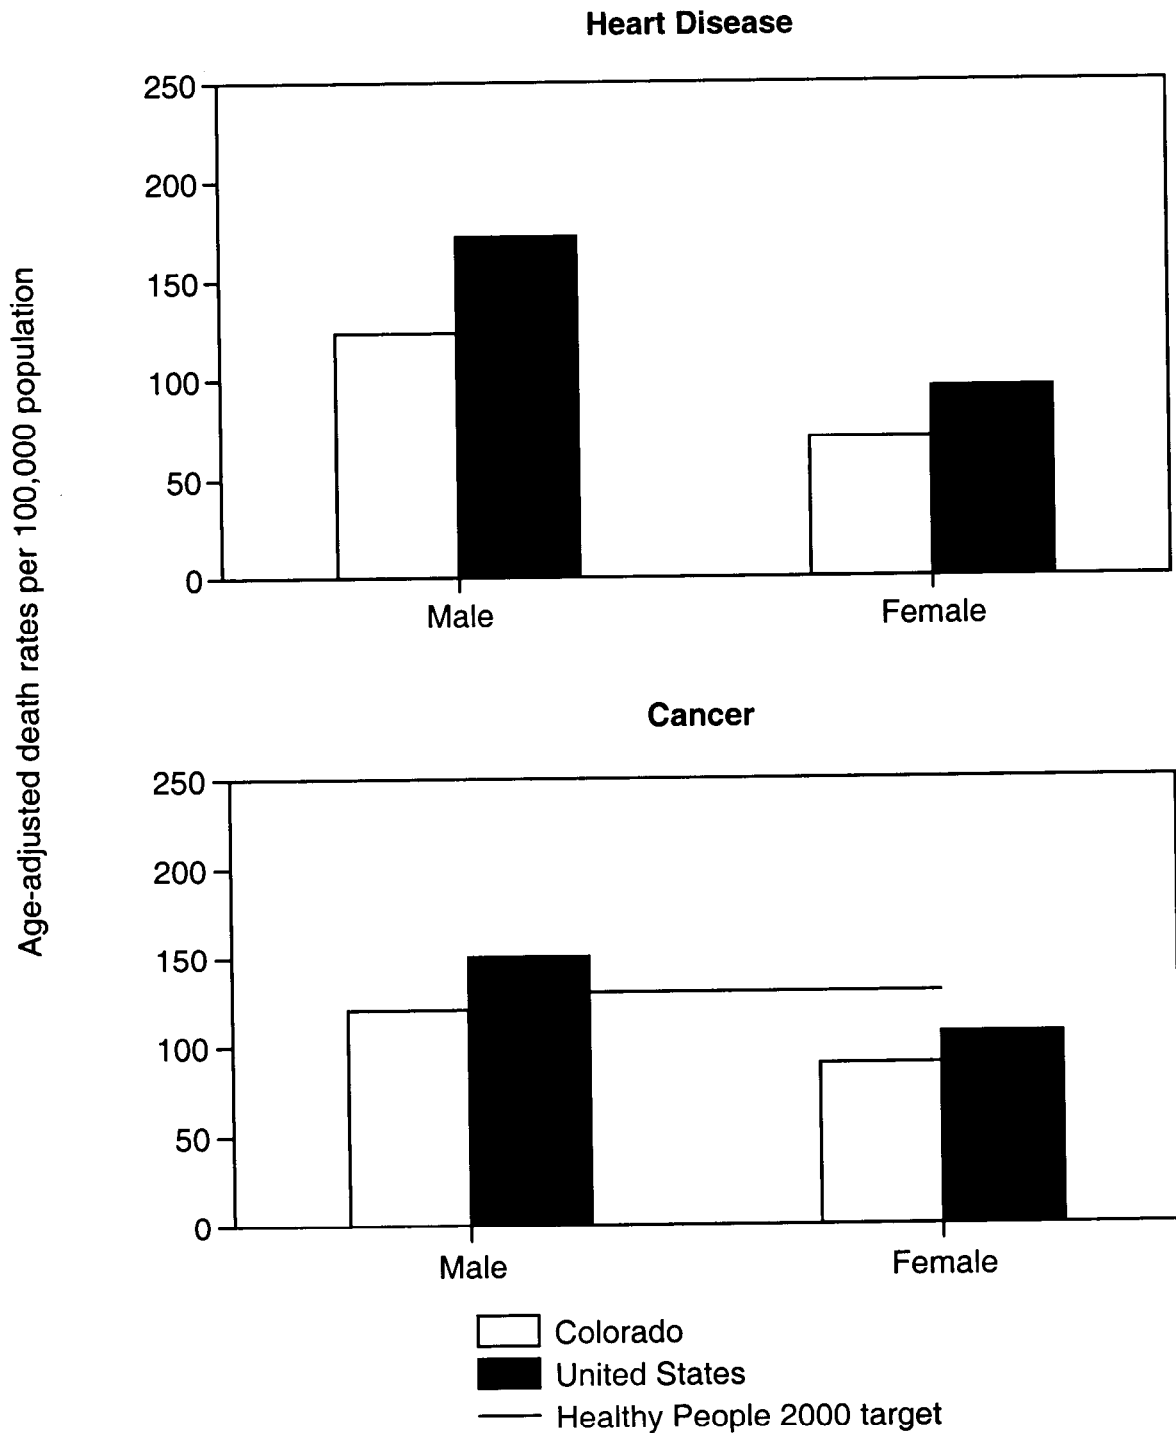 Heart Disease
250
200
150
100
50
0
Male Female
Age-adjusted death rates per 100,000 population
Cancer
250
200
150
100
50
0
Male Female
Colorado
United States
Healthy People 2000 target